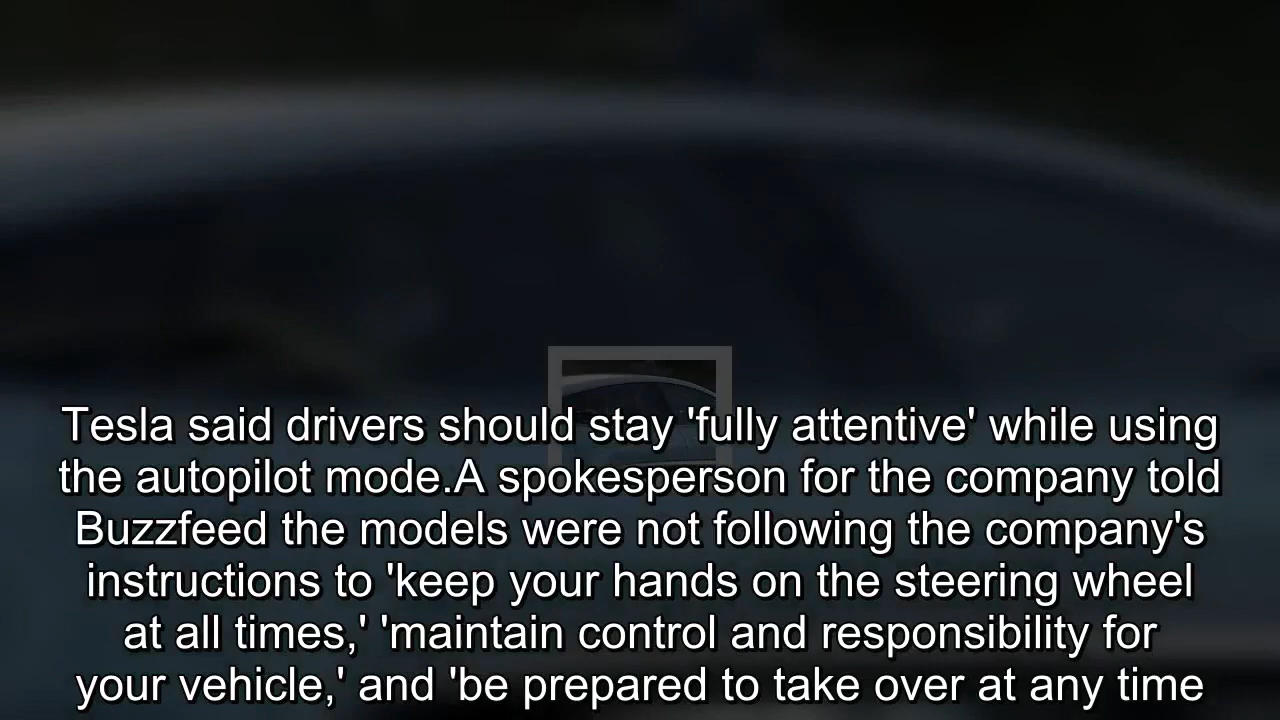 Tesla said drivers should stay 'fully attentive' while using
the autopilot mode.A spokesperson for the company told
Buzzfeed the models were not following the company's
instructions to 'keep your hands on the steering wheel
at all times,' 'maintain control and responsibility for
your vehicle,' and 'be prepared to take over at any time